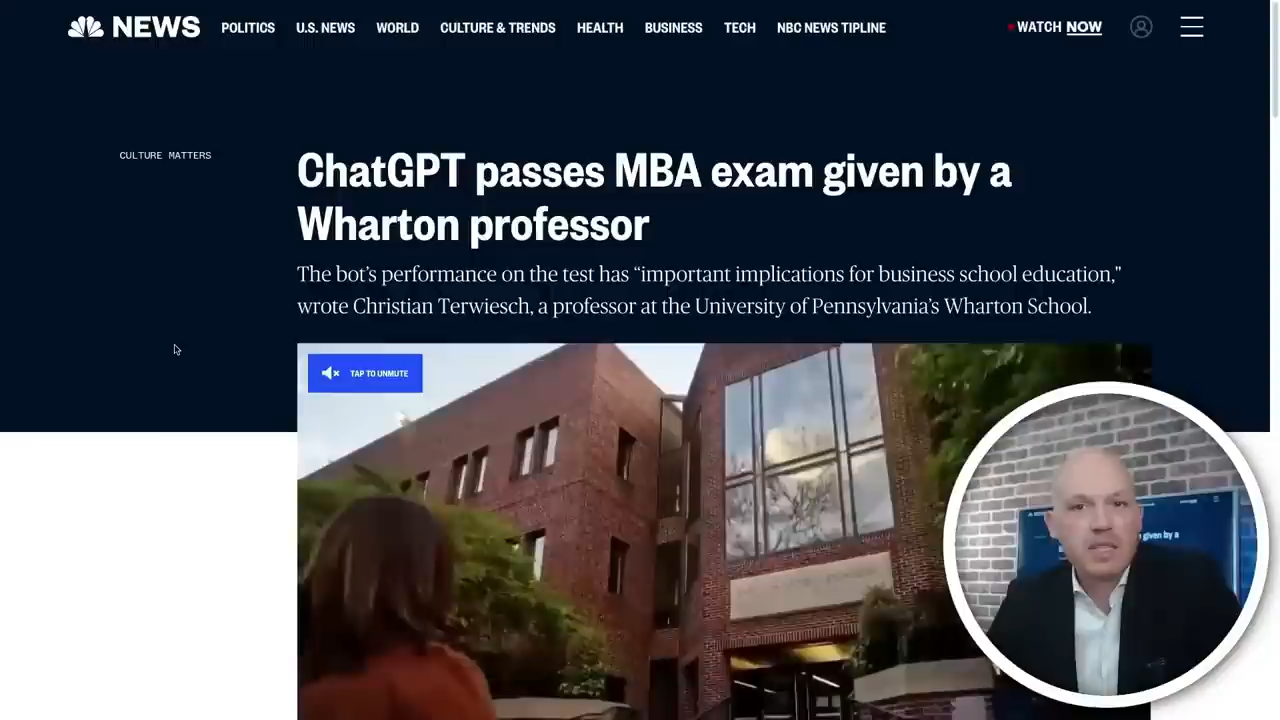 NEWS POLITICS U.S. NEWS WORLD CULTURE & TRENDS HEALTH BUSINESS TECH NBC NEWS TIPLINE WATCH NOW
CULTURE MATTERS
ChatGPT passes MBA exam given by a
Wharton professor
The bot’s performance on the test has “important implications for business school education,”
wrote Christian Terwiesch, a professor at the University of Pennsylvania’s Wharton School.
TAP TO UNMUTE
given by a